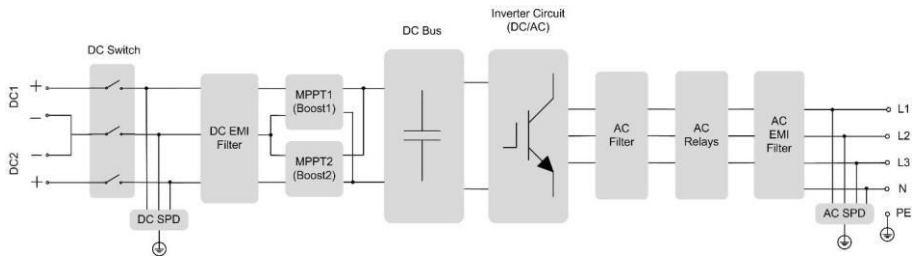 Inverter Circuit
(DC/AC)
DC Bus
DC Switch
DC1
+
−
DC2
−
+
DC EMI
Filter
MPPT1
(Boost1)
MPPT2
(Boost2)
AC
Filter
AC
Relays
AC
EMI
Filter
L1
L2
L3
N
PE
DC SPD
AC SPD